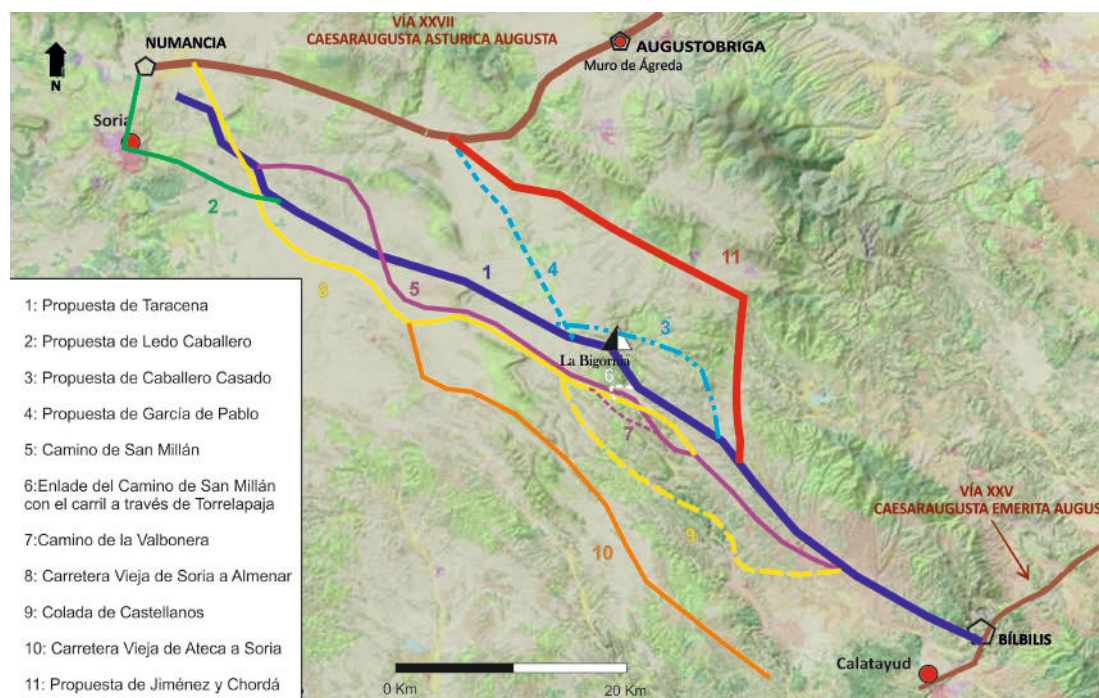 VÍA XXVII
CAESARAUGUSTA ASTURICA AUGUSTA
NUMANCIA
AUGUSTOBRIGA
Muro de Ágreda
N
Soria
2
1
4
11
5
8
3
La Bigornia
6
7
9
10
VÍA XXV
CAESARAUGUSTA EMERITA AUGUS
BÍLBILIS
Calatayud
0 Km
20 Km
1: Propuesta de Taracena
2: Propuesta de Ledo Caballero
3: Propuesta de Caballero Casado
4: Propuesta de García de Pablo
5: Camino de San Millán
6:Enlade del Camino de San Millán
con el carril a través de Torrelapaja
7:Camino de la Valbonera
8: Carretera Vieja de Soria a Almenar
9: Colada de Castellanos
10: Carretera Vieja de Ateca a Soria
11: Propuesta de Jiménez y Chordá